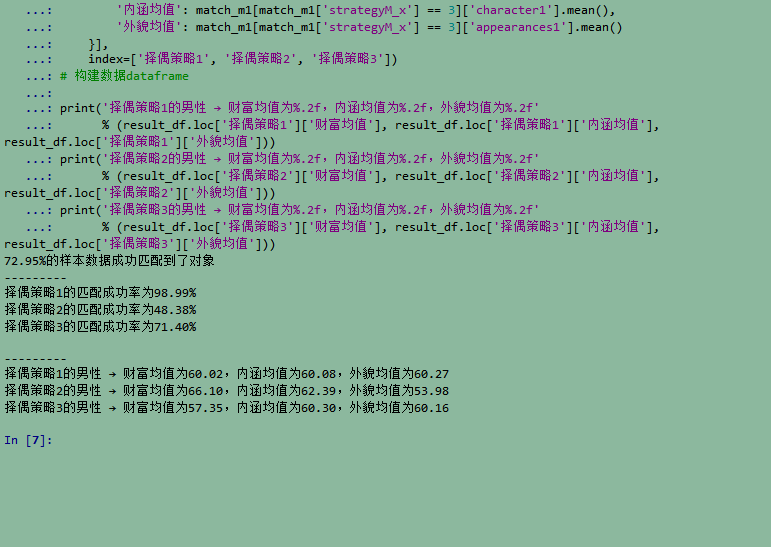 ...: '内涵均值': match_m1[match_m1['strategyM_x'] == 3]['character1'].mean(),
...: '外貌均值': match_m1[match_m1['strategyM_x'] == 3]['appearances1'].mean()
...: }],
...: index=['择偶策略1', '择偶策略2', '择偶策略3'])
...: # 构建数据dataframe
...:
...: print('择偶策略1的男性 → 财富均值为%.2f，内涵均值为%.2f，外貌均值为%.2f'
...: % (result_df.loc['择偶策略1']['财富均值'], result_df.loc['择偶策略1']['内涵均值'],
result_df.loc['择偶策略1']['外貌均值']))
...: print('择偶策略2的男性 → 财富均值为%.2f，内涵均值为%.2f，外貌均值为%.2f'
...: % (result_df.loc['择偶策略2']['财富均值'], result_df.loc['择偶策略2']['内涵均值'],
result_df.loc['择偶策略2']['外貌均值']))
...: print('择偶策略3的男性 → 财富均值为%.2f，内涵均值为%.2f，外貌均值为%.2f'
...: % (result_df.loc['择偶策略3']['财富均值'], result_df.loc['择偶策略3']['内涵均值'],
result_df.loc['择偶策略3']['外貌均值']))
72.95%的样本数据成功匹配到了对象
---------
择偶策略1的匹配成功率为98.99%
择偶策略2的匹配成功率为48.38%
择偶策略3的匹配成功率为71.40%
---------
择偶策略1的男性 → 财富均值为60.02，内涵均值为60.08，外貌均值为60.27
择偶策略2的男性 → 财富均值为66.10，内涵均值为62.39，外貌均值为53.98
择偶策略3的男性 → 财富均值为57.35，内涵均值为60.30，外貌均值为60.16
In [7]: